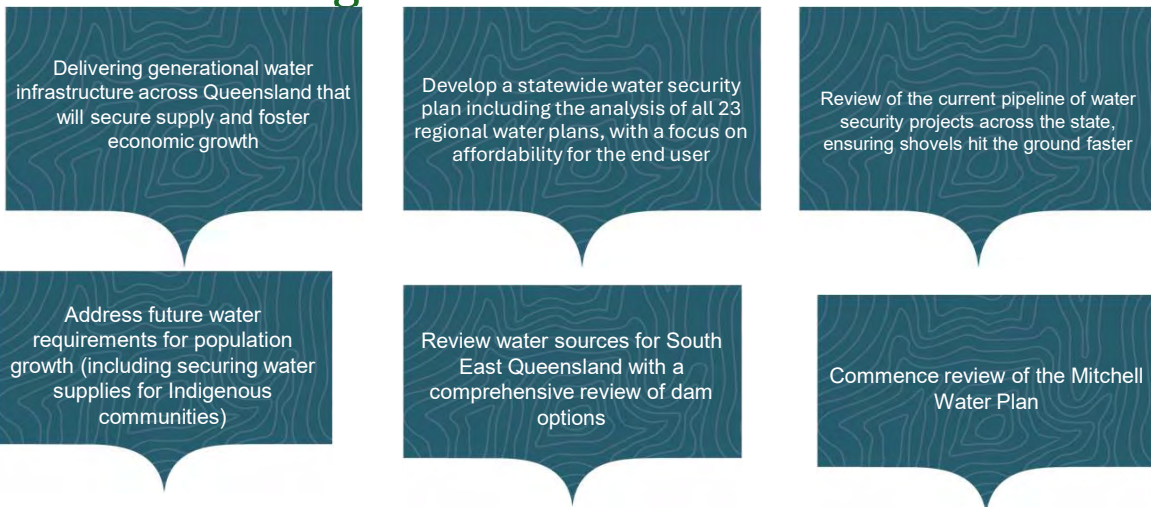 Delivering generational water
infrastructure across Queensland that
will secure supply and foster
economic growth
Develop a statewide water security
plan including the analysis of all 23
regional water plans, with a focus on
affordability for the end user
Review of the current pipeline of water
security projects across the state,
ensuring shovels hit the ground faster
Address future water
requirements for population
growth (including securing water
supplies for Indigenous
communities)
Review water sources for South
East Queensland with a
comprehensive review of dam
options
Commence review of the Mitchell
Water Plan